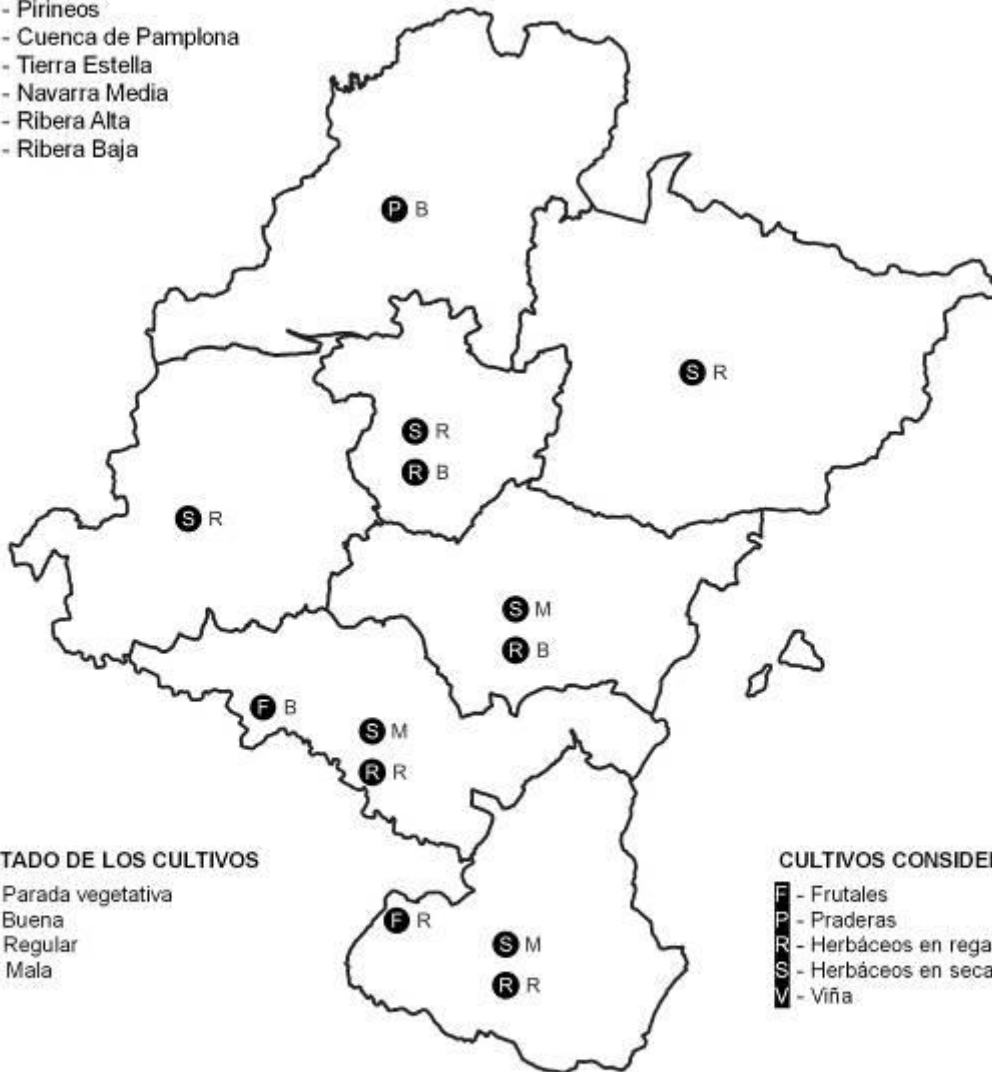 - Pirineos
- Cuenca de Pamplona
- Tierra Estella
- Navarra Media
- Ribera Alta
- Ribera Baja
P B
S R
S R
R B
S R
S M
R B
F B
S M
R R
TADO DE LOS CULTIVOS
Parada vegetativa
Buena
Regular
Mala
F R
S M
R R
CULTIVOS CONSIDE
F - Frutales
P - Praderas
R - Herbáceos en rega
S - Herbáceos en seca
V - Viña